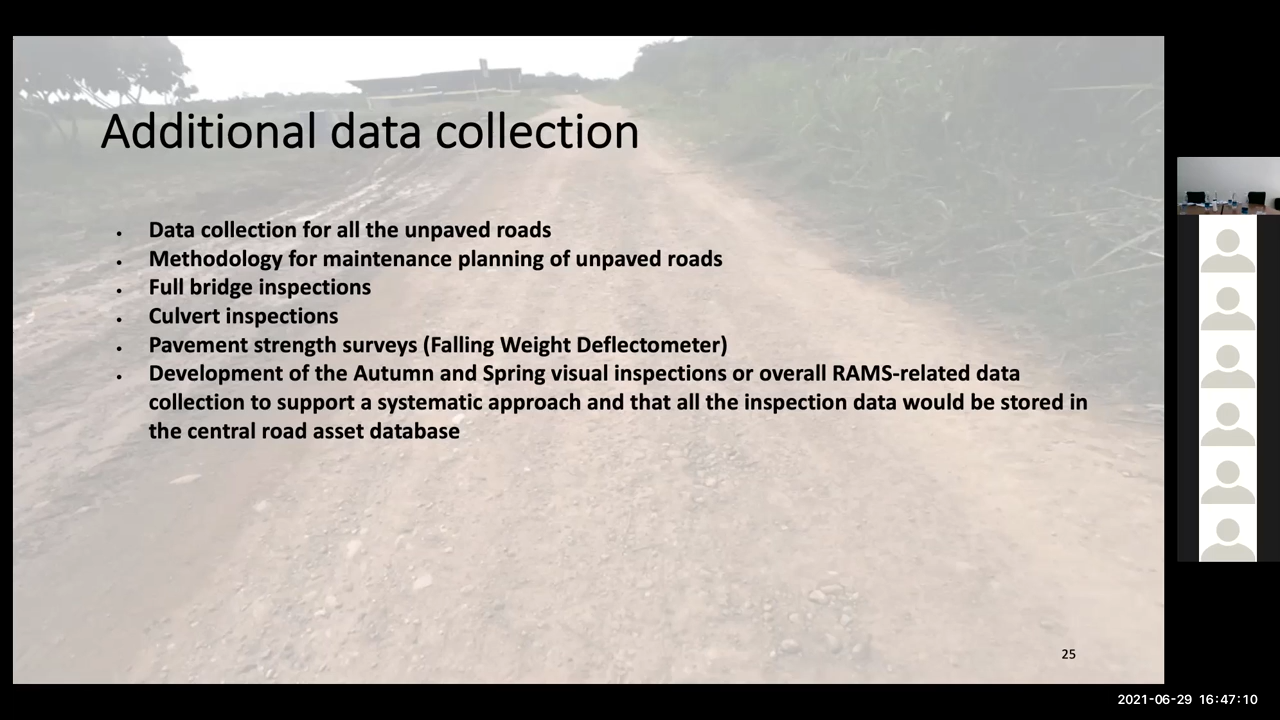 Additional data collection
• Data collection for all the unpaved roads
• Methodology for maintenance planning of unpaved roads
• Full bridge inspections
• Culvert inspections
• Pavement strength surveys (Falling Weight Deflectometer)
• Development of the Autumn and Spring visual inspections or overall RAMS-related data
collection to support a systematic approach and that all the inspection data would be stored in
the central road asset database
25
2021-06-29 16:47:10